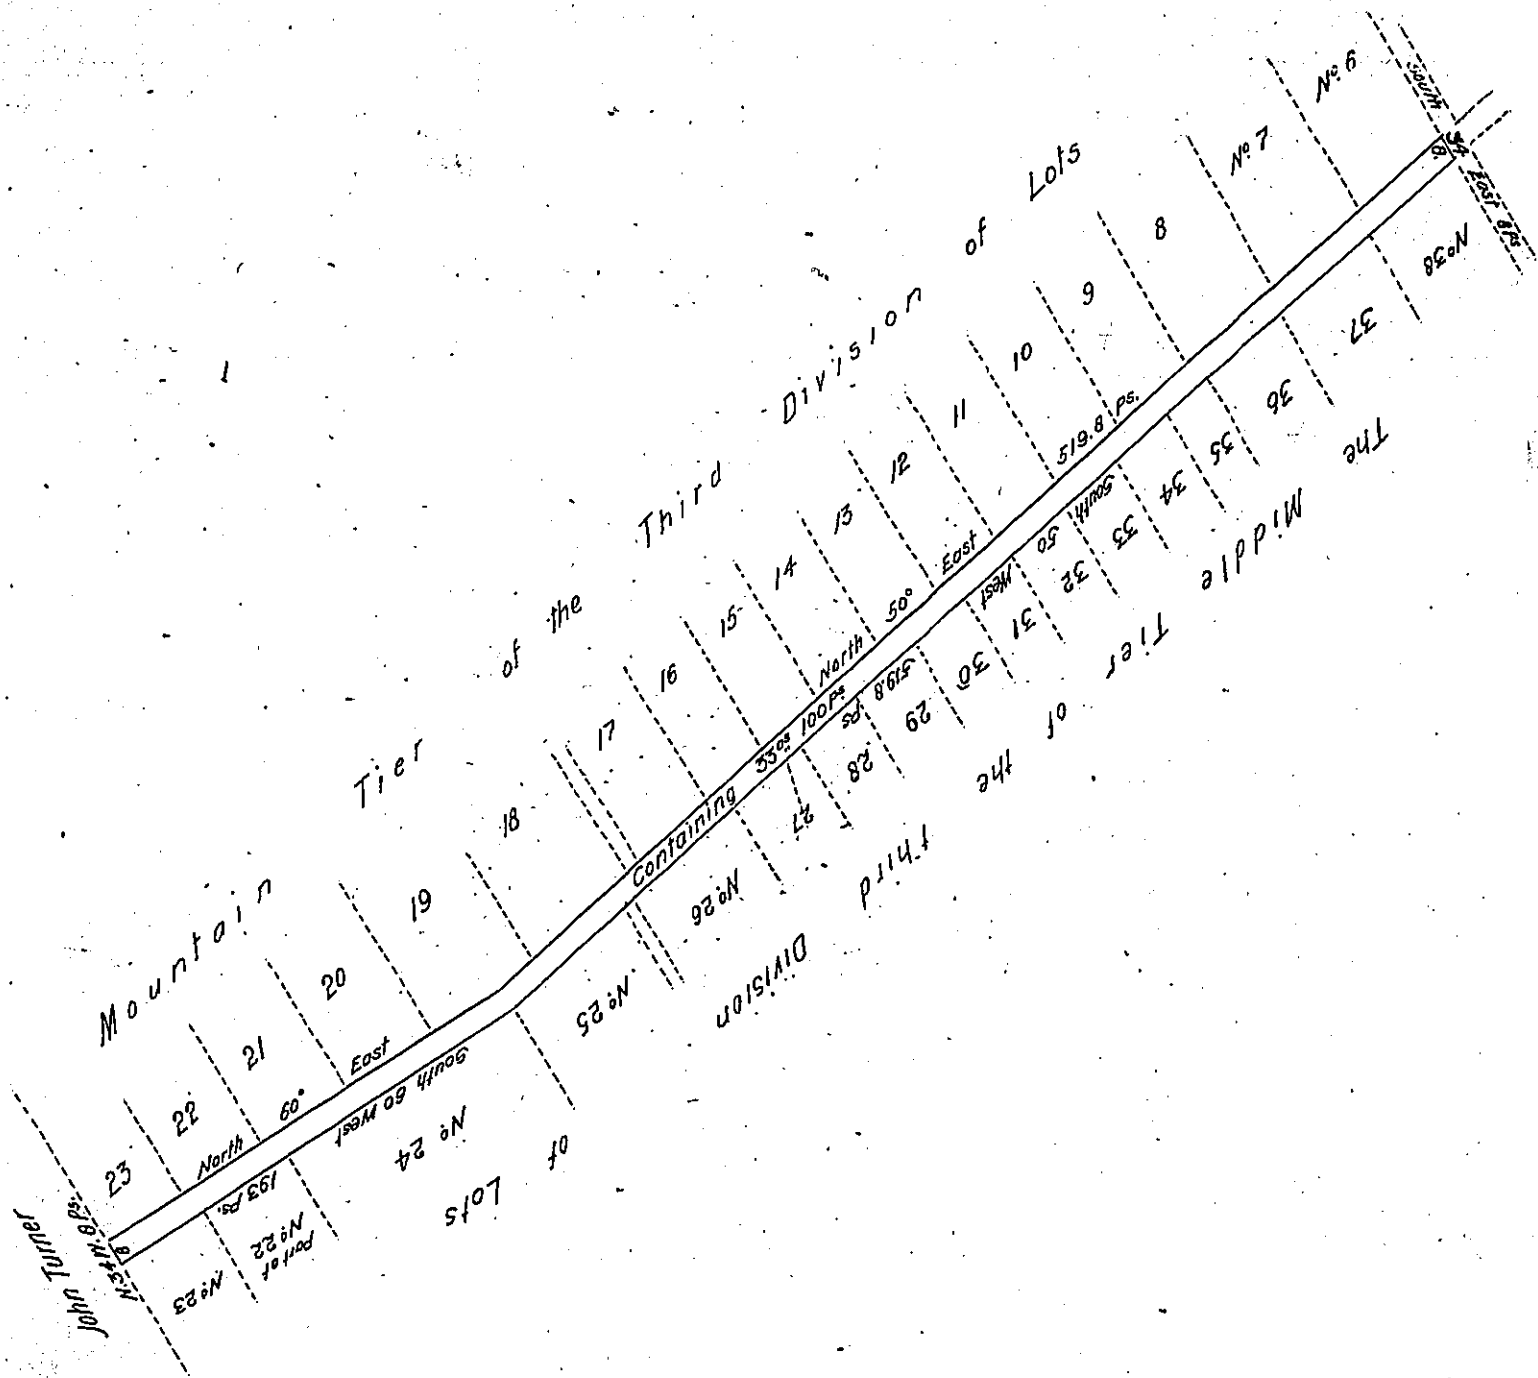 Mountain Tier of the Third Division of Lots
John Turner
N. 34 W. 8 Ps.
8
23
22
21
20
19
18
17
16
15
14
13
12
11
10
9
8
No. 7
No. 6
North 60° East
North 50° East 519.8 Ps.
Containing 33 as 100 ps
South 34 East 8 Ps
8.
The Middle Tier of the third Division of Lots
No 38
37
36
35
34
33
32
31
30
29
28
27
No. 26
No. 25
No 24
Part of
No 22
No. 23
South 50 West 519.8 Ps
South 60 West 193 Ps.